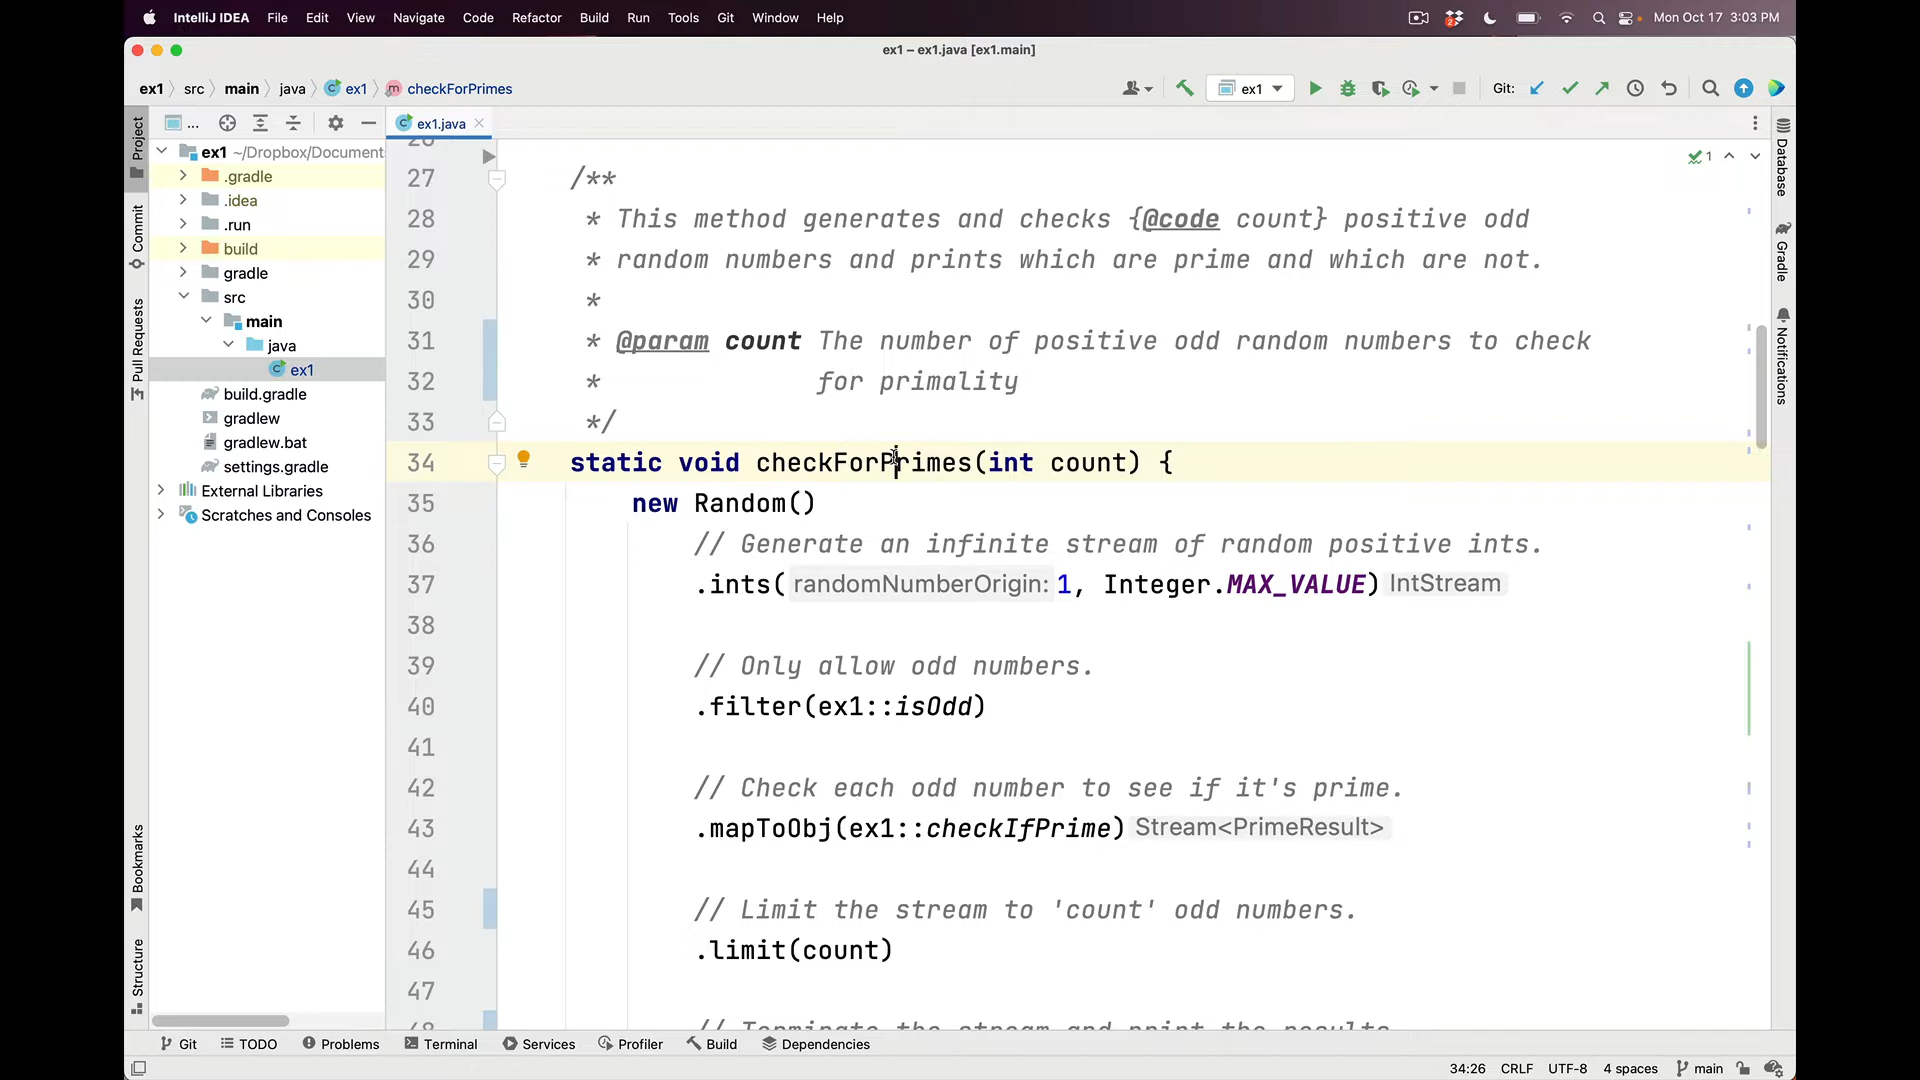 IntelliJ IDEA File Edit View Navigate Code Refactor Build Run Tools Git Window Help 2 Mon Oct 17 3:03 PM
ex1 – ex1.java [ex1.main]
ex1 src main java ex1 m checkForPrimes ex1 Git:
... ex1.java
Project
Commit
Pull Requests
Bookmarks
Structure
ex1 ~/Dropbox/Document
.gradle
.idea
.run
build
gradle
src
main
java
ex1
build.gradle
gradlew
gradlew.bat
settings.gradle
External Libraries
Scratches and Consoles
1
27 /**
28 * This method generates and checks {@code count} positive odd
29 * random numbers and prints which are prime and which are not.
30 *
31 * @param count The number of positive odd random numbers to check
32 * for primality
33 */
34 static void checkForPrimes(int count) {
35 new Random()
36 // Generate an infinite stream of random positive ints.
37 .ints( randomNumberOrigin: 1, Integer.MAX_VALUE) IntStream
38
39 // Only allow odd numbers.
40 .filter(ex1::isOdd)
41
42 // Check each odd number to see if it's prime.
43 .mapToObj(ex1::checkIfPrime) Stream<PrimeResult>
44
45 // Limit the stream to 'count' odd numbers.
46 .limit(count)
47
// Terminate the stream and print the results
Database
Gradle
Notifications
Git TODO Problems Terminal Services Profiler Build Dependencies
34:26 CRLF UTF-8 4 spaces main